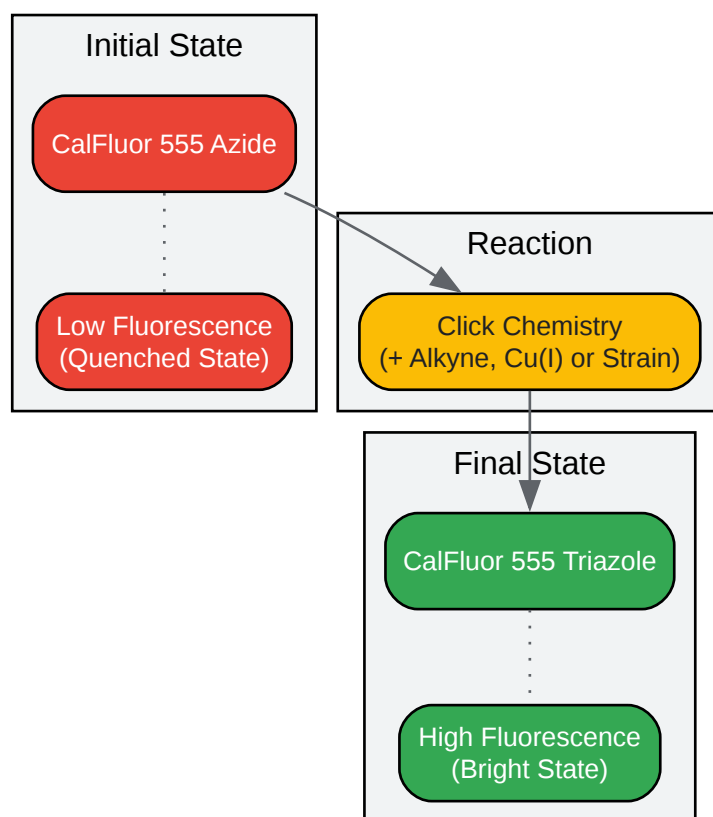 Initial State
CalFluor 555 Azide
Low Fluorescence
(Quenched State)
Reaction
Click Chemistry
(+ Alkyne, Cu(I) or Strain)
Final State
CalFluor 555 Triazole
High Fluorescence
(Bright State)